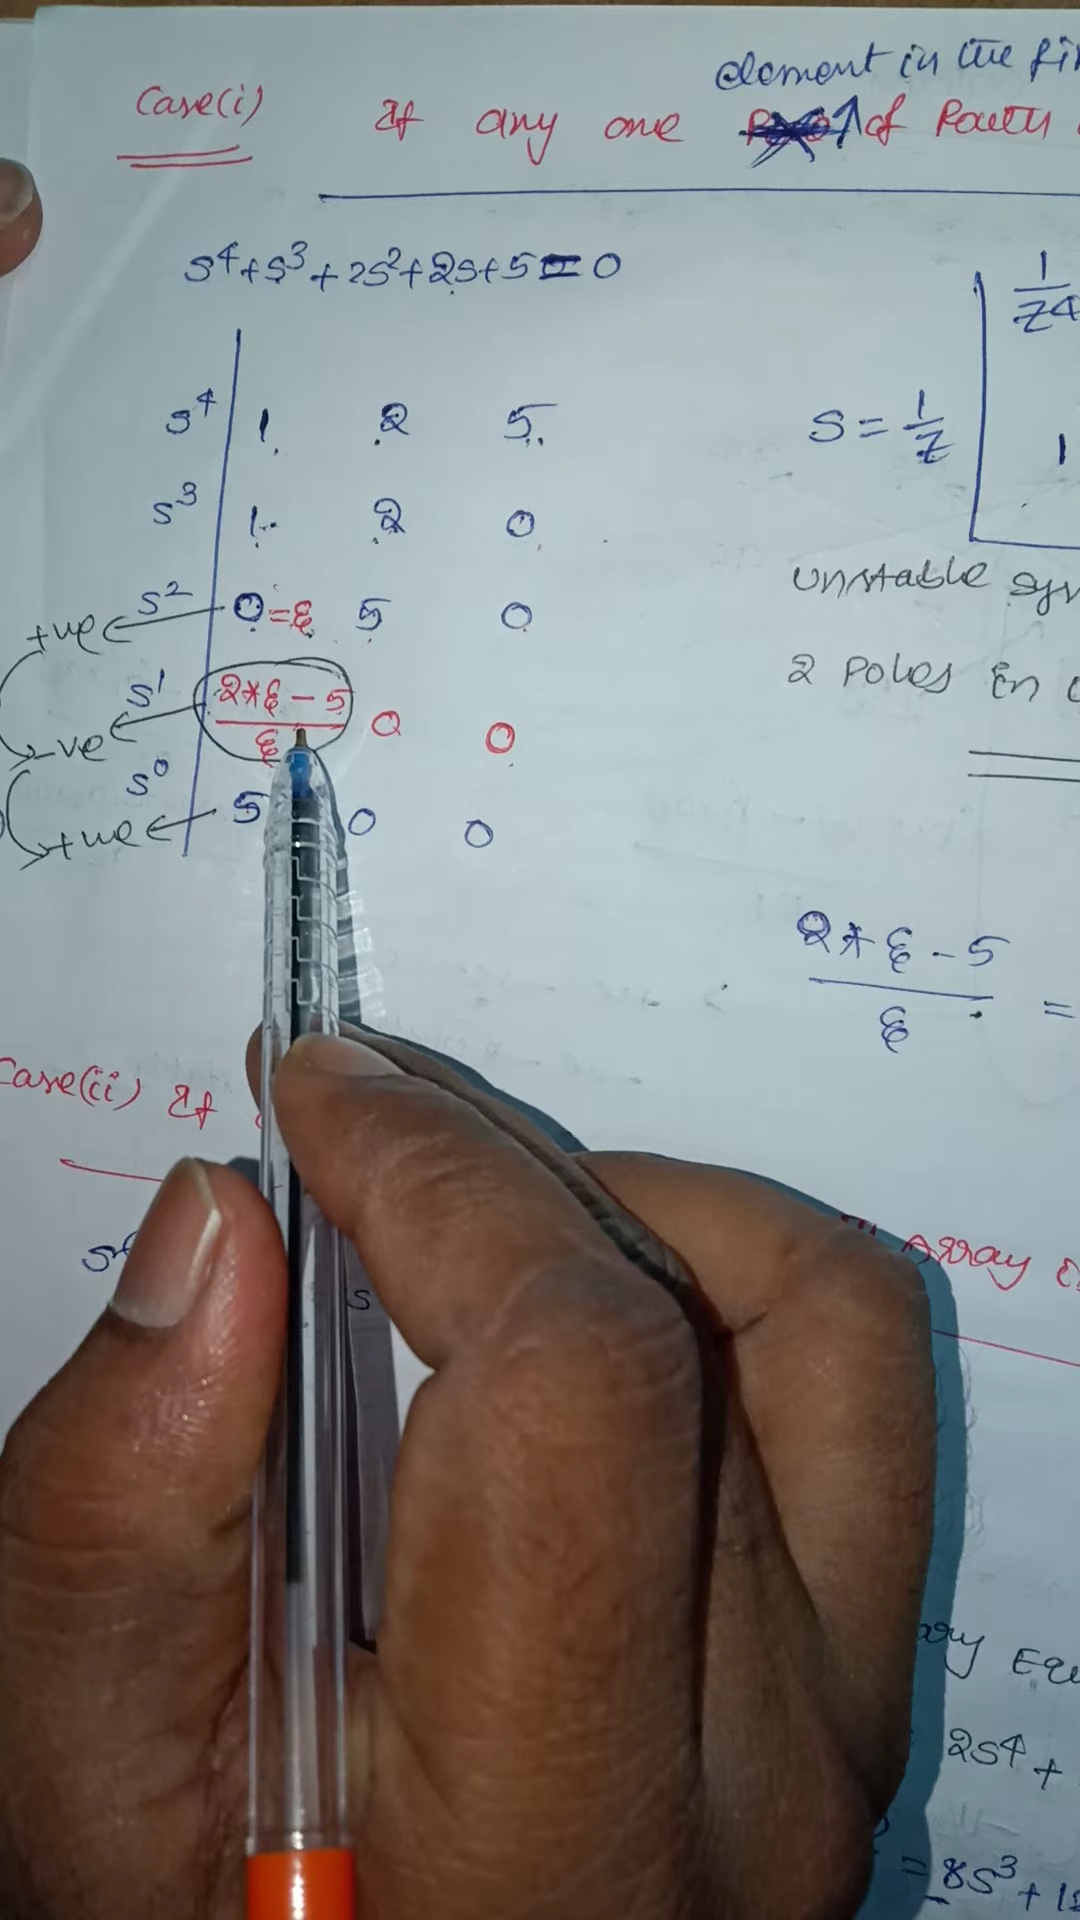 element in the
Case(i) If any one of Routh
s⁴+s³+2s²+2s+5=0
s⁴ 1 2 5
s³ 1 2 0
s² 0=ε 5 0
+ve
s¹ 2*ε-5/ε 0 0
-ve
s⁰ 5 0 0
+ve
1/z⁴
s=1/z
1
unstable
2 poles in
2*ε-5/ε =
Case(ii) If
Array
s
Equ
2s⁴+
=8s³+